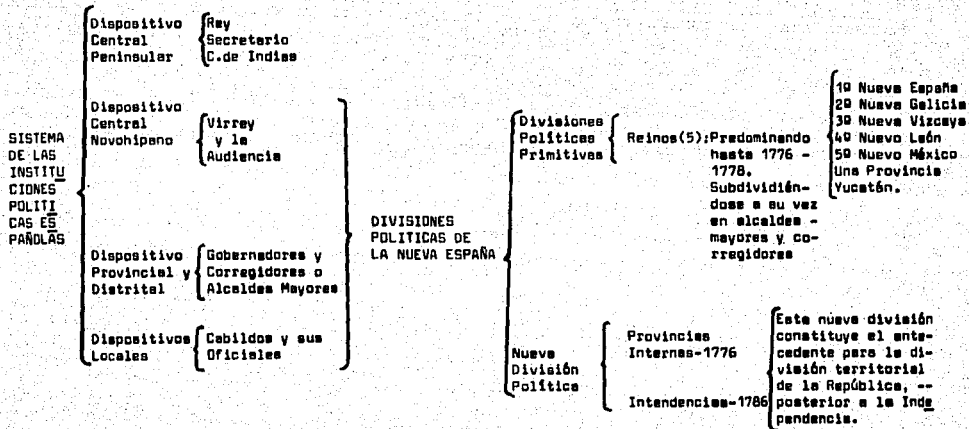 SISTEMA
DE LAS
INSTITU
CIONES
POLITI
CAS ES
PAÑOLAS
Dispositivo
Central
Peninsular
Rey
Secretario
C.de Indias
Dispositivo
Central
Novohipano
Virrey
y la
Audiencia
Dispositivo
Provincial y
Distrital
Gobernadores y
Corregidores o
Alcaldes Mayores
Dispositivos
Locales
Cabildos y sus
Oficiales
DIVISIONES
POLITICAS DE
LA NUEVA ESPAÑA
Divisiones
Políticas
Primitivas
Reinos(5):Predominando
hasta 1776 -
1778.
Subdividién-
dose a su vez
en alcaldes -
mayores y co-
rregidores
1º Nueva España
2º Nueva Galicia
3º Nueva Vizcaya
4º Nuevo León
5º Nuevo México
Una Provincia
Yucatán.
Nueva
División
Política
Provincias
Internas-1776
Intendencias-1786
Esta nueva división
constituye el ante-
cedente para la di-
visión territorial
de la República, --
posterior a la Inde
pendencia.